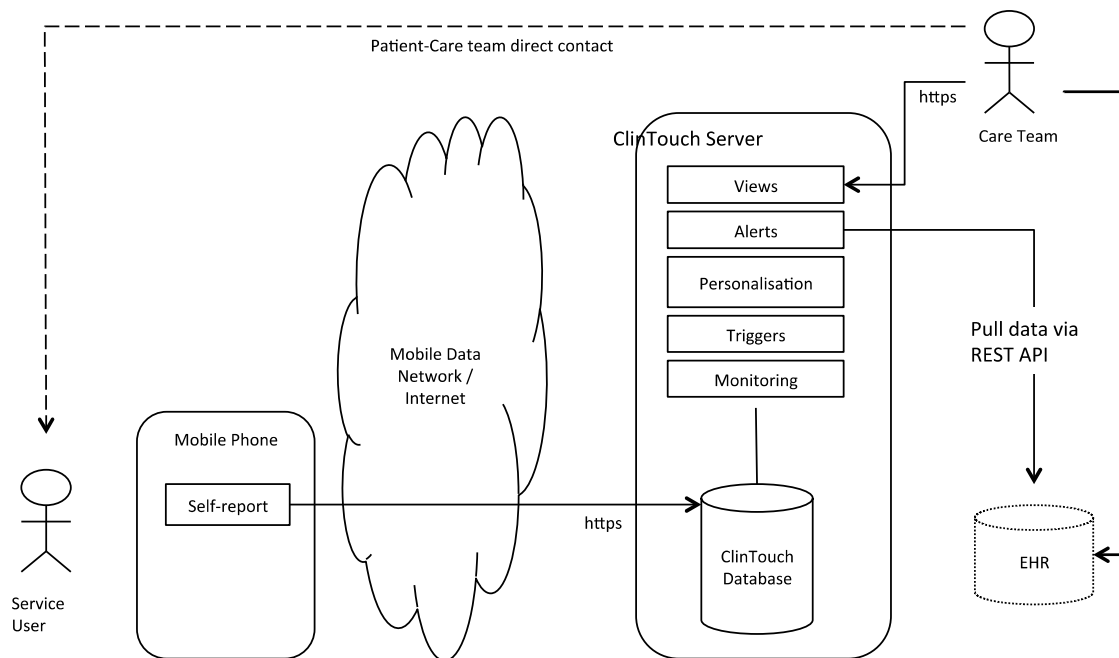 Patient-Care team direct contact
https
Care Team
ClinTouch Server
Views
Alerts
Personalisation
Triggers
Monitoring
Pull data via
REST API
Mobile Data
Network /
Internet
Mobile Phone
Self-report
https
ClinTouch
Database
EHR
Service
User